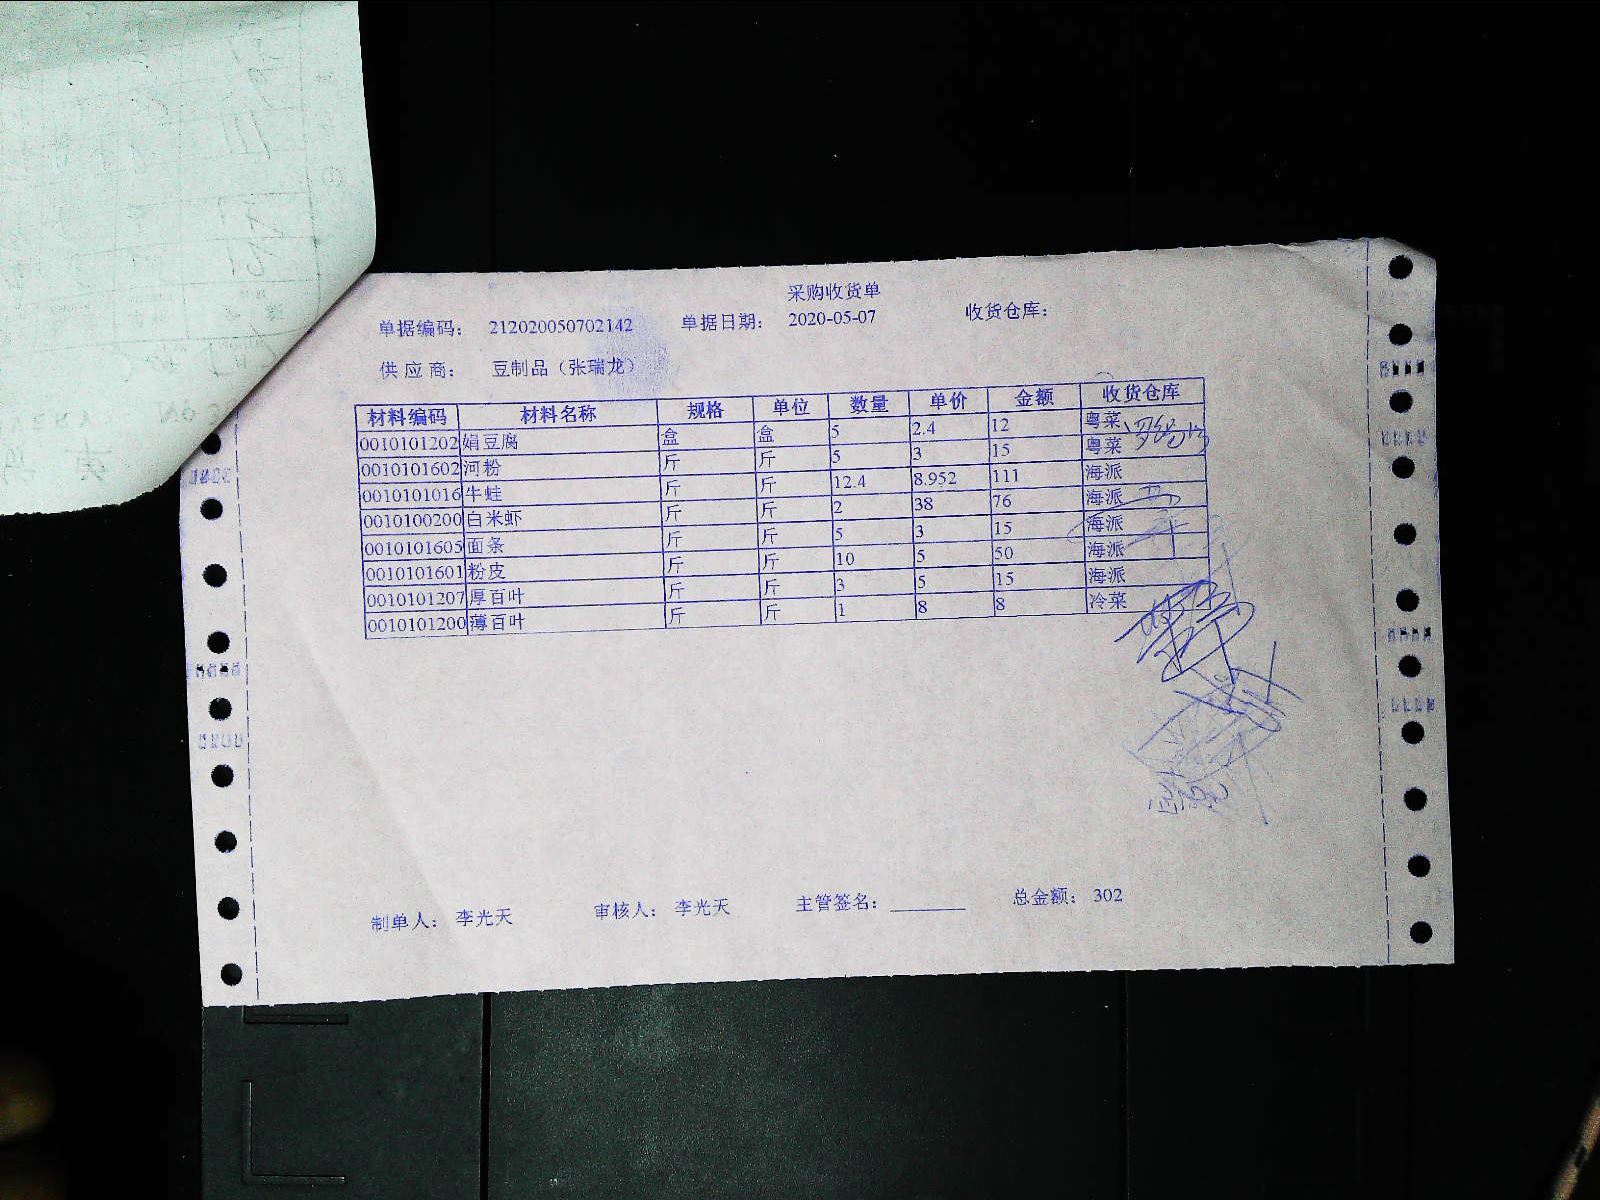 采购收货单
单据编码： 212020050702142 单据日期： 2020-05-07 收货仓库：
供 应 商： 豆制品（张瑞龙）
材料编码 材料名称 规格 单位 数量 单价 金额 收货仓库
0010101202 娟豆腐 盒 盒 5 2.4 12 粤菜
0010101602 河粉 斤 斤 5 3 15 粤菜
0010101016 牛蛙 斤 斤 12.4 8.952 111 海派
0010100200 白米虾 斤 斤 2 38 76 海派
0010101605 面条 斤 斤 5 3 15 海派
0010101601 粉皮 斤 斤 10 5 50 海派
0010101207 厚百叶 斤 斤 3 5 15 海派
0010101200 薄百叶 斤 斤 1 8 8 冷菜
制单人： 李光天 审核人： 李光天 主管签名： 总金额： 302